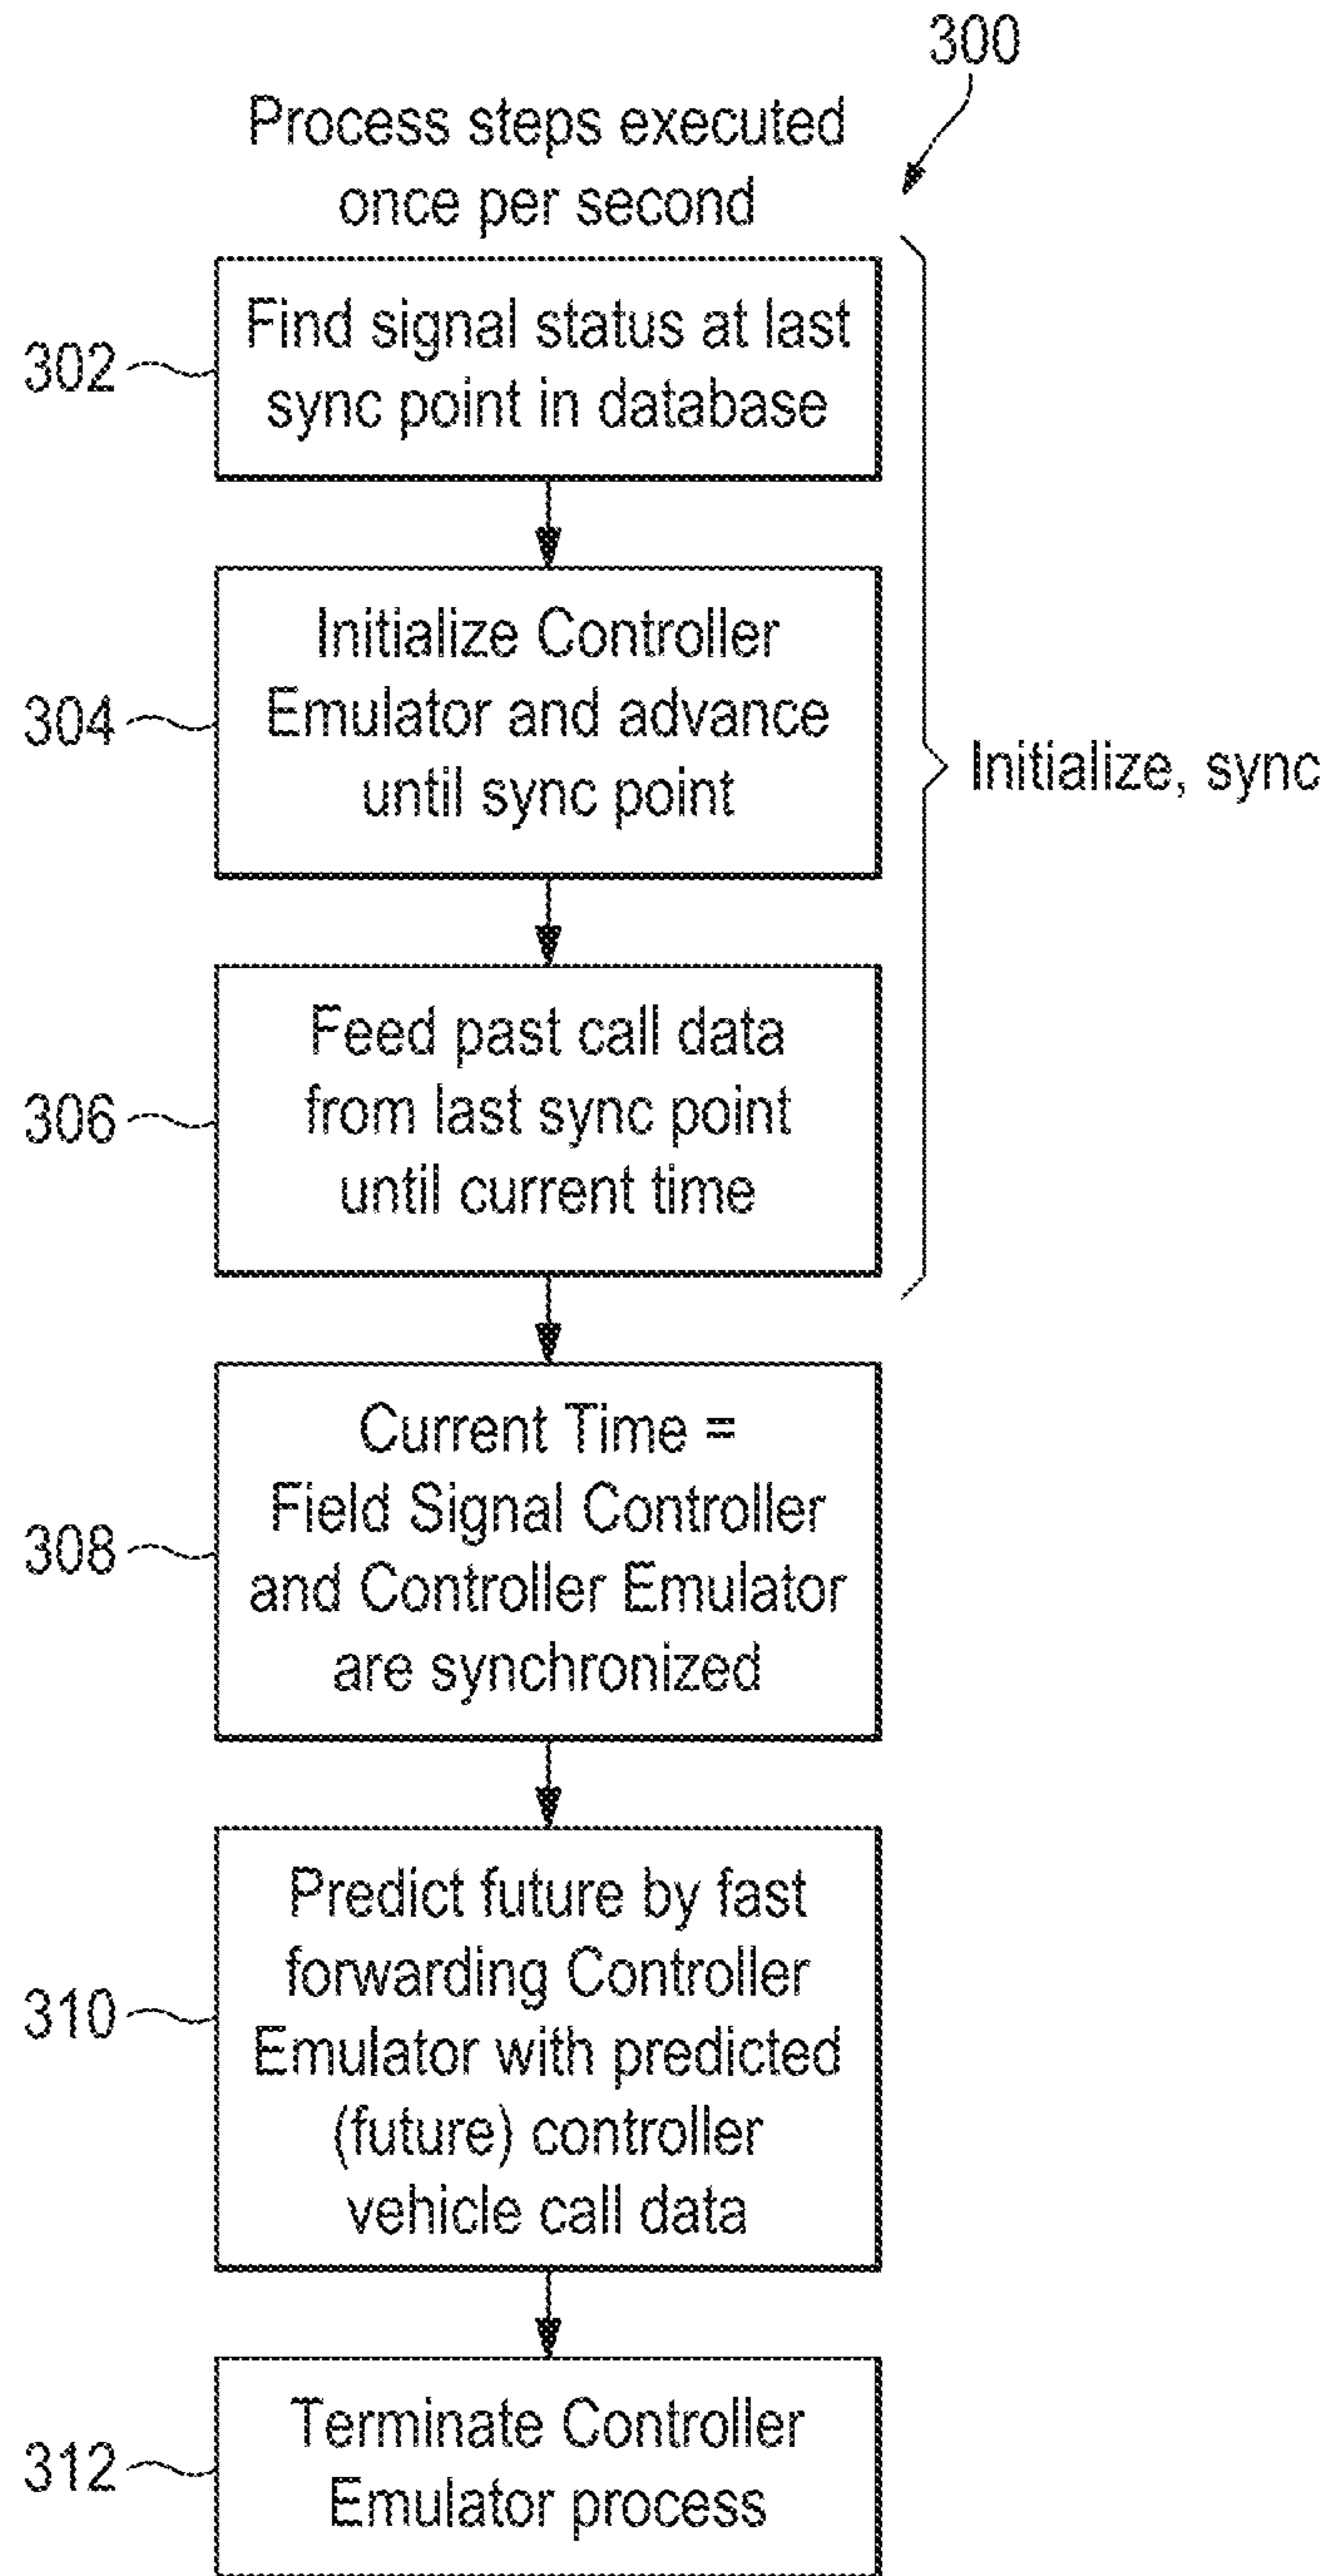 300
Process steps executed
once per second
302
Find signal status at last
sync point in database
304
Initialize Controller
Emulator and advance
until sync point
Initialize, sync
306
Feed past call data
from last sync point
until current time
308
Current Time =
Field Signal Controller
and Controller Emulator
are synchronized
310
Predict future by fast
forwarding Controller
Emulator with predicted
(future) controller
vehicle call data
312
Terminate Controller
Emulator process